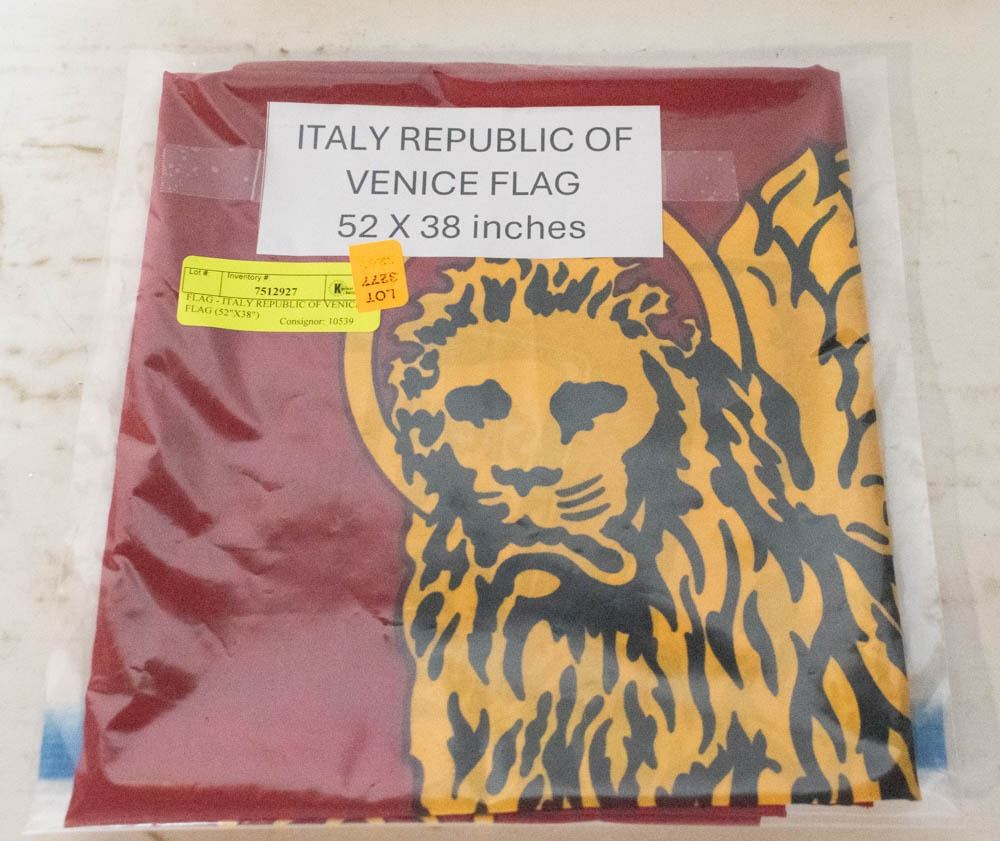 ITALY REPUBLIC OF
VENICE FLAG
52 X 38 inches
Lot #
Inventory #
7512927
K
FLAG - ITALY REPUBLIC OF VENICE
FLAG (52"X38")
Consignor: 10539
LOT
3277